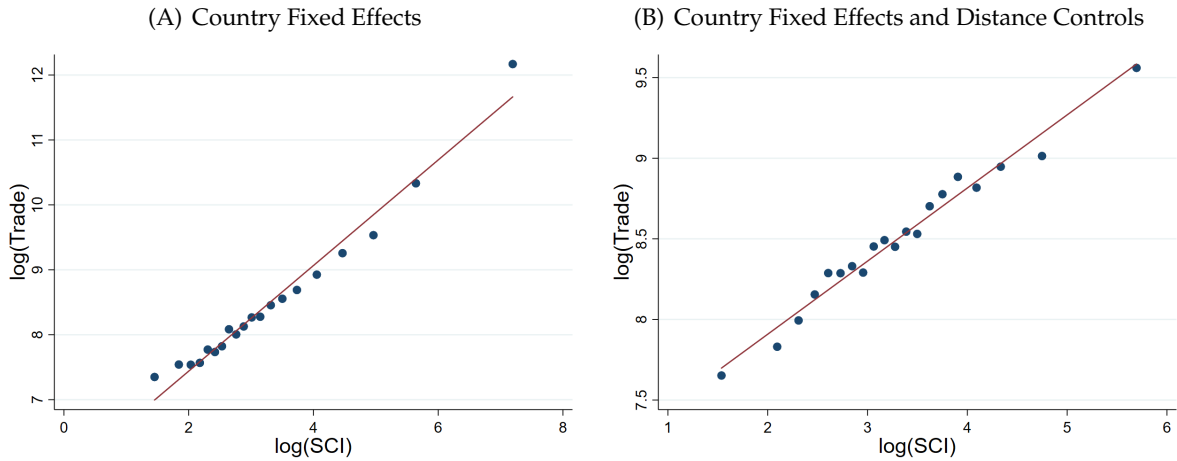 (A) Country Fixed Effects
log(Trade)
12
11
10
9
8
7
0 2 4 6 8
log(SCI)
(B) Country Fixed Effects and Distance Controls
log(Trade)
9.5
9
8.5
8
7.5
1 2 3 4 5 6
log(SCI)